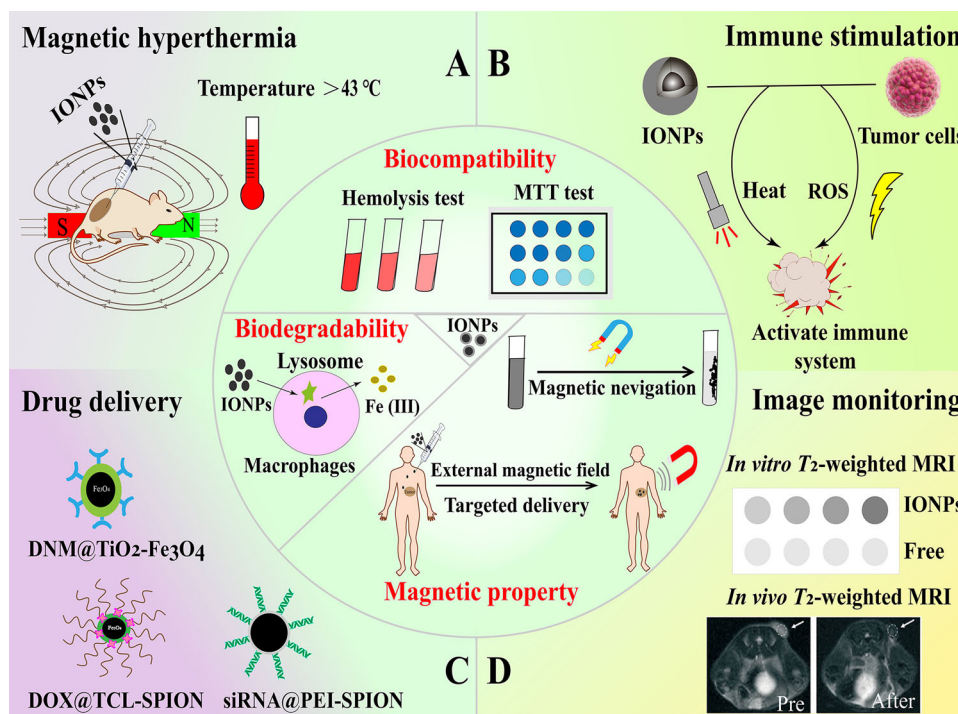 Magnetic hyperthermia
A
B
Immune stimulation
IONPs
Temperature >43 ℃
S
N
IONPs
Tumor cells
Heat
ROS
Activate immune
system
Biocompatibility
Hemolysis test
MTT test
Biodegradability
Lysosome
IONPs
Fe (III)
Macrophages
IONPs
Magnetic nevigation
External magnetic field
Targeted delivery
Magnetic property
Drug delivery
Fe₃O₄
DNM@TiO2-Fe3O4
DOX@TCL-SPION
siRNA@PEI-SPION
C
D
Image monitoring
In vitro T2-weighted MRI
IONPs
Free
In vivo T2-weighted MRI
Pre
After